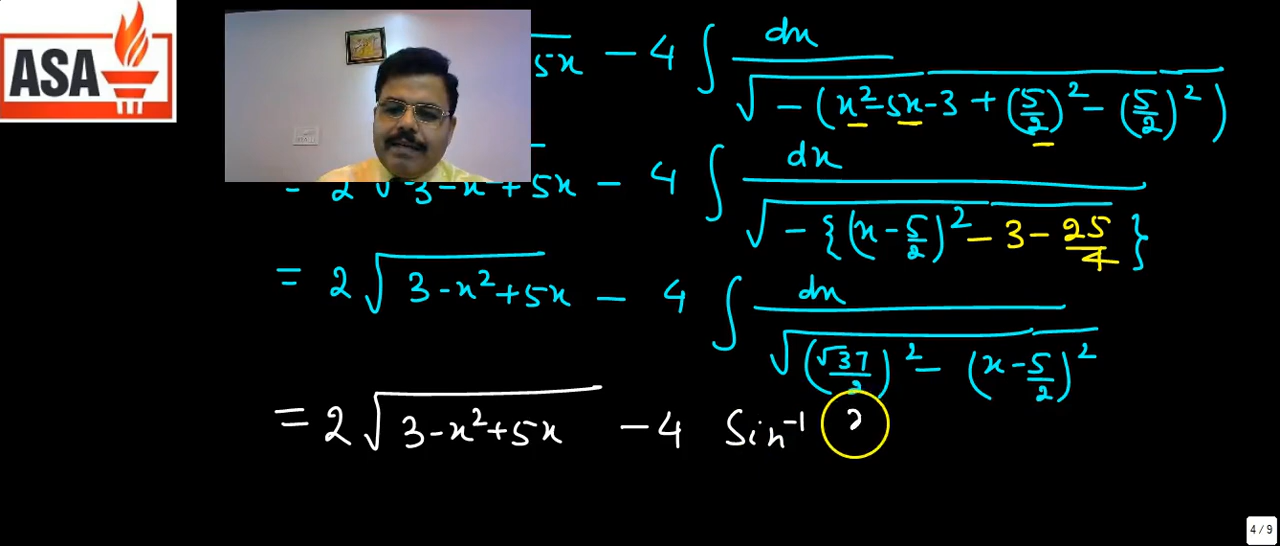 ASA
5x - 4 ∫ dx / √(-(x² - 5x - 3 + (5/2)² - (5/2)²))
= 2√(3 - x² + 5x) - 4 ∫ dx / √(-{(x - 5/2)² - 3 - 25/4})
= 2√(3 - x² + 5x) - 4 ∫ dx / √((√37/2)² - (x - 5/2)²)
= 2√(3 - x² + 5x) - 4 Sin⁻¹
4 / 9